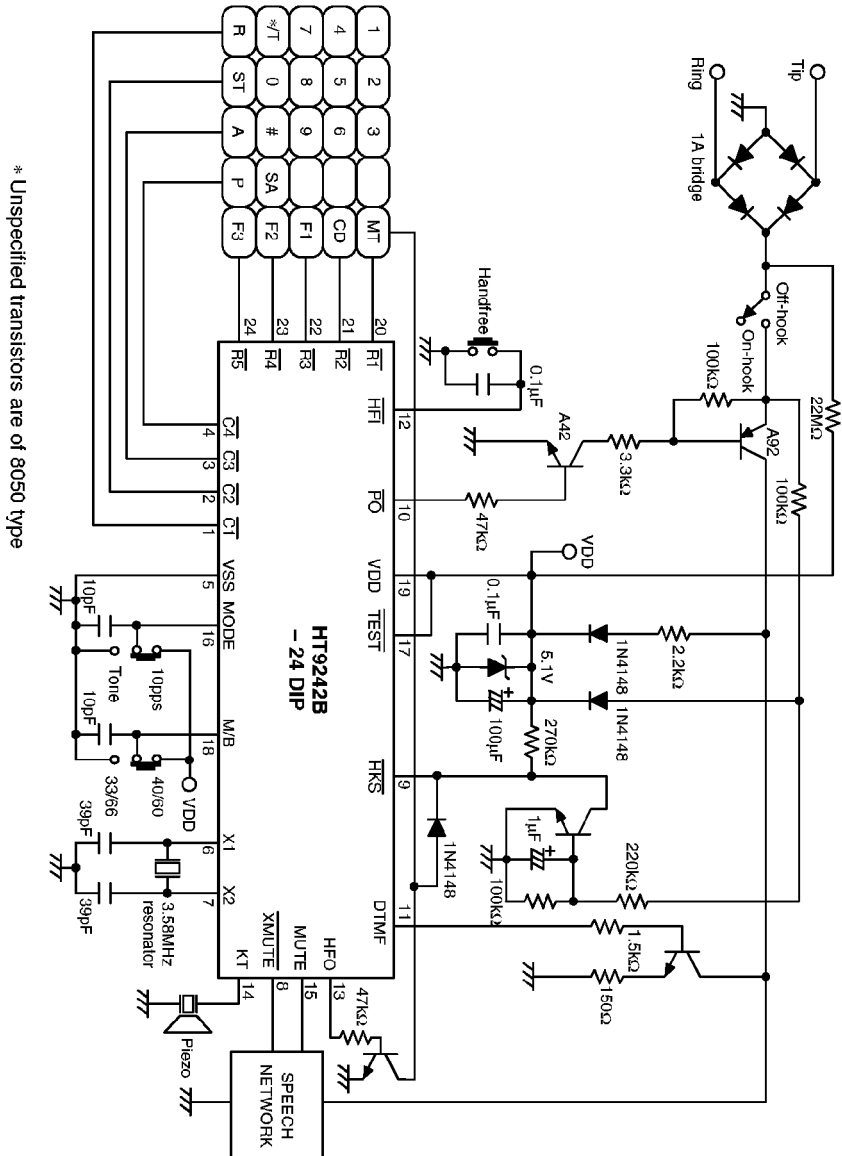 Tip
Ring
1A bridge
Off-hook
On-hook
22MΩ
100kΩ
A92
100kΩ
3.3kΩ
A42
47kΩ
VDD
Handfree
0.1μF
1 2 3 MT
4 5 6 CD
7 8 9 F1
*/T 0 # SA F2
R ST A P F3
20 R1
21 R2
22 R3
23 R4
24 R5
12 HFI
10 PO
19 VDD
17 TEST
9 HKS
11 DTMF
0.1μF
5.1V
+
100μF
1N4148
2.2kΩ
1N4148
270kΩ
1N4148
+
1μF
100kΩ
220kΩ
1.5kΩ
150Ω
HT9242B
– 24 DIP
C4 4
C3 3
C2 2
C1 1
VSS 5
MODE 16
M/B 18
X1 6
X2 7
KT 14
XMUTE 8
MUTE 15
HFO 13
10pF
Tone
10pps
10pF
33/66
40/60
VDD
39pF
39pF
3.58MHz
resonator
Piezo
47kΩ
SPEECH
NETWORK
* Unspecified transistors are of 8050 type